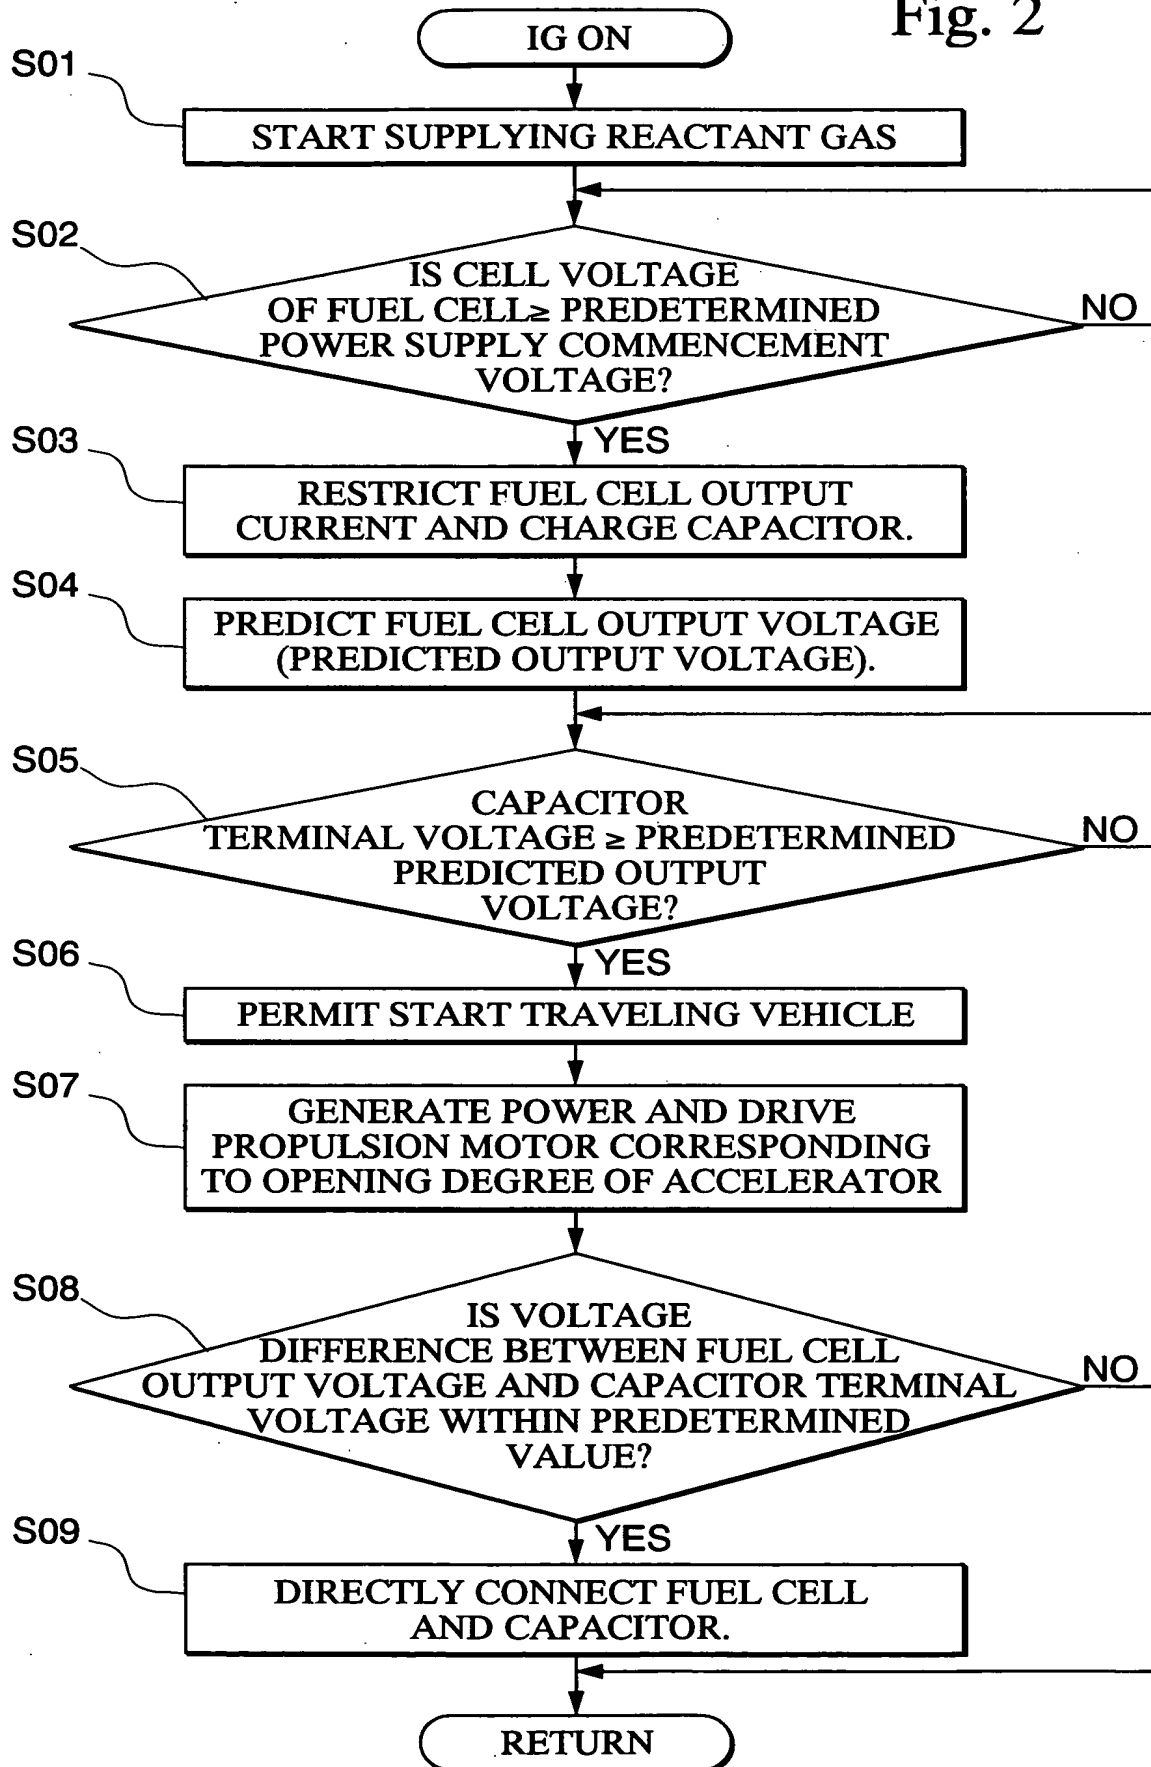 Fig. 2
IG ON
S01
START SUPPLYING REACTANT GAS
S02
IS CELL VOLTAGE
OF FUEL CELL≥ PREDETERMINED
POWER SUPPLY COMMENCEMENT
VOLTAGE?
NO
YES
S03
RESTRICT FUEL CELL OUTPUT
CURRENT AND CHARGE CAPACITOR.
S04
PREDICT FUEL CELL OUTPUT VOLTAGE
(PREDICTED OUTPUT VOLTAGE).
S05
CAPACITOR
TERMINAL VOLTAGE ≥ PREDETERMINED
PREDICTED OUTPUT
VOLTAGE?
NO
YES
S06
PERMIT START TRAVELING VEHICLE
S07
GENERATE POWER AND DRIVE
PROPULSION MOTOR CORRESPONDING
TO OPENING DEGREE OF ACCELERATOR
S08
IS VOLTAGE
DIFFERENCE BETWEEN FUEL CELL
OUTPUT VOLTAGE AND CAPACITOR TERMINAL
VOLTAGE WITHIN PREDETERMINED
VALUE?
NO
YES
S09
DIRECTLY CONNECT FUEL CELL
AND CAPACITOR.
RETURN